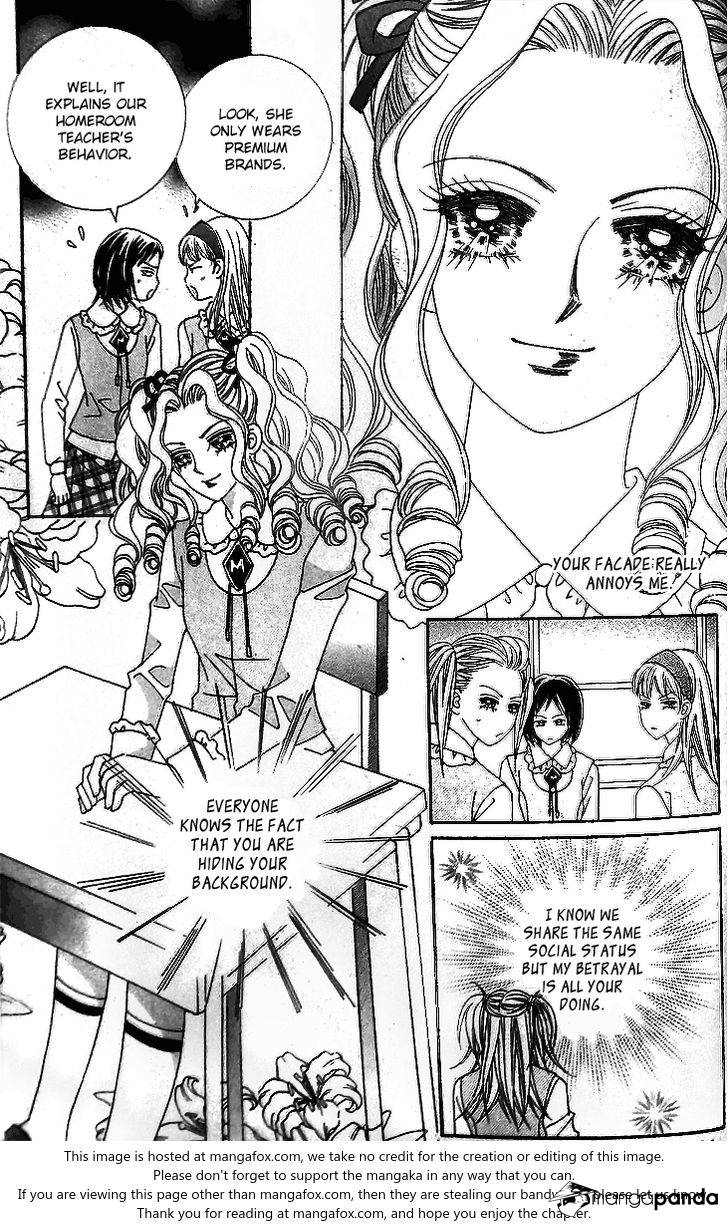 WELL, IT
EXPLAINS OUR
HOMEROOM
TEACHER'S
BEHAVIOR.
LOOK, SHE
ONLY WEARS
PREMIUM
BRANDS.
YOUR FACADE REALLY
ANNOYS ME."
M
EVERYONE
KNOWS THE FACT
THAT YOU ARE
HIDING YOUR
BACKGROUND.
I KNOW WE
SHARE THE SAME
SOCIAL STATUS
BUT MY BETRAYAL
IS ALL YOUR
DOING.
This image is hosted at mangafox.com, we take no credit for the creation or editing of this image.
Please don't forget to support the mangaka in any way that you can.
If you are viewing this page other than mangafox.com, then they are stealing our please let us know.
Thank you for reading at mangafox.com, and hope you enjoy the chapter.
mangapanda